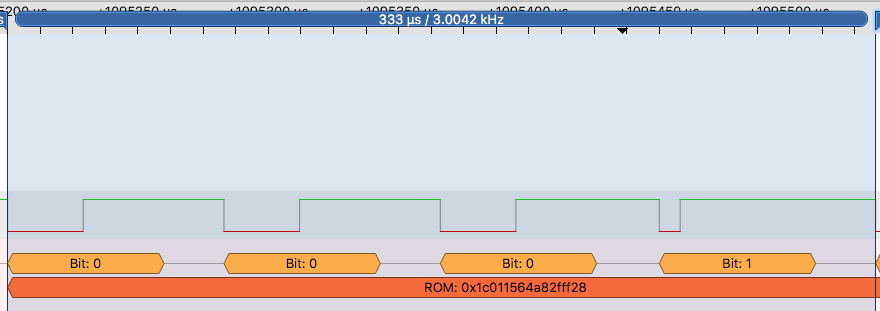 s 333 µs / 3.0042 kHz
Bit: 0 Bit: 0 Bit: 0 Bit: 1
ROM: 0x1c011564a82fff28